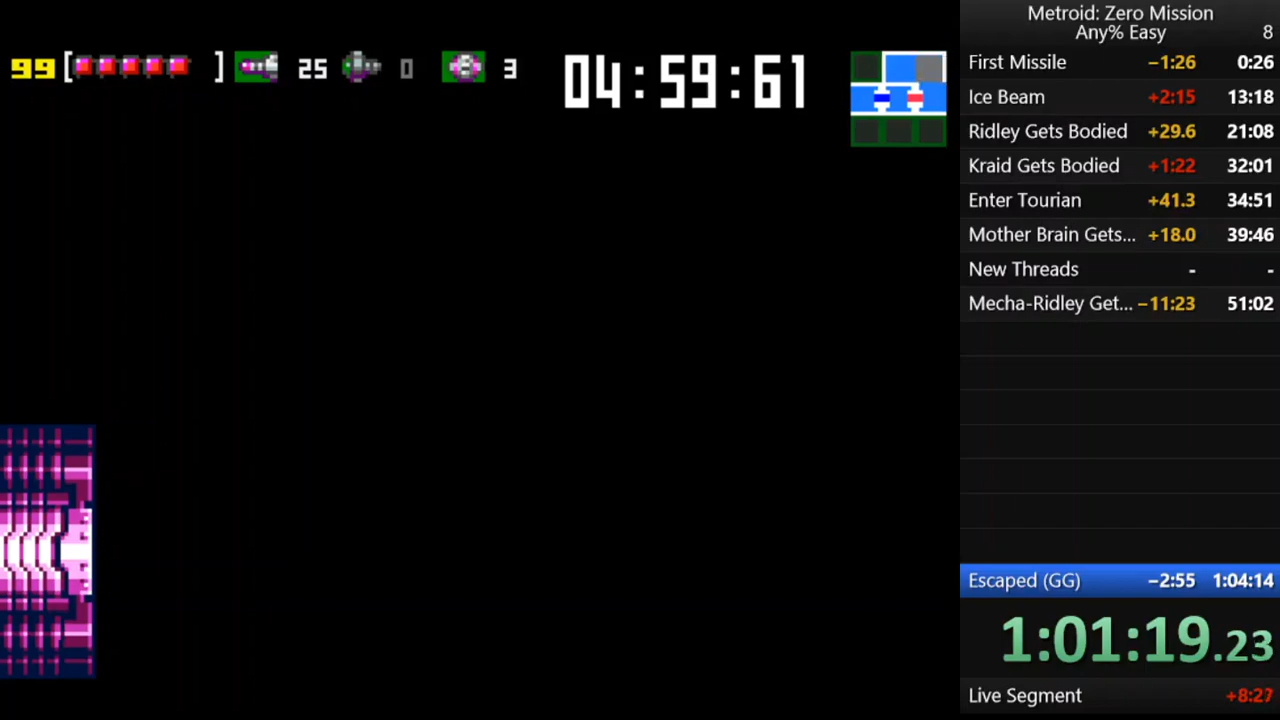 99 [ ] 25 0 3 04:59:61
Metroid: Zero Mission
Any% Easy 8
First Missile −1:26 0:26
Ice Beam +2:15 13:18
Ridley Gets Bodied +29.6 21:08
Kraid Gets Bodied +1:22 32:01
Enter Tourian +41.3 34:51
Mother Brain Gets... +18.0 39:46
New Threads - -
Mecha-Ridley Get... −11:23 51:02
Escaped (GG) −2:55 1:04:14
1:01:19.23
Live Segment +8:27